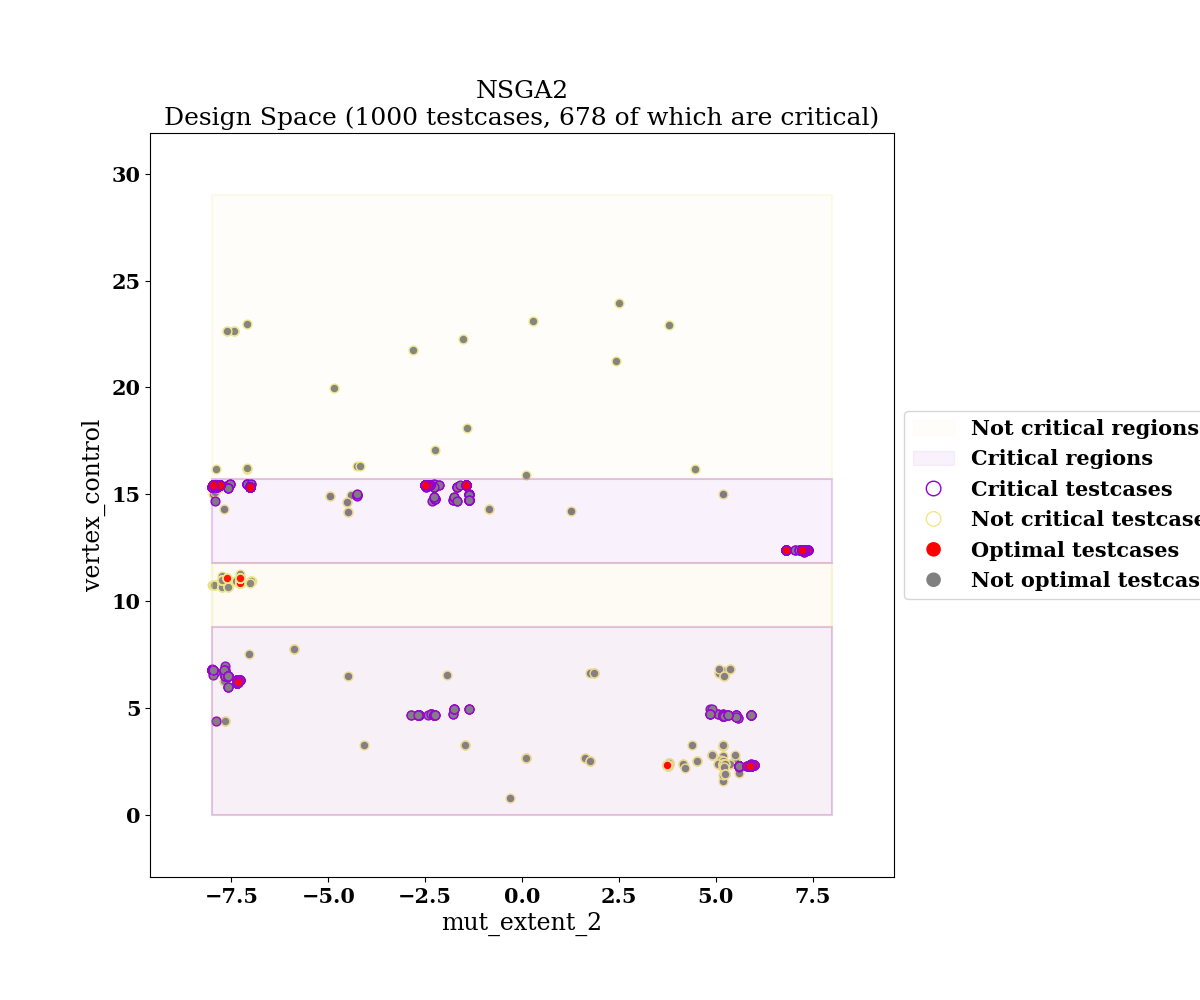 NSGA2
Design Space (1000 testcases, 678 of which are critical)
30
25
20
15
10
5
0
vertex_control
−7.5
−5.0
−2.5
0.0
2.5
5.0
7.5
mut_extent_2
Not critical regions
Critical regions
Critical testcases
Not critical testcase
Optimal testcases
Not optimal testcas